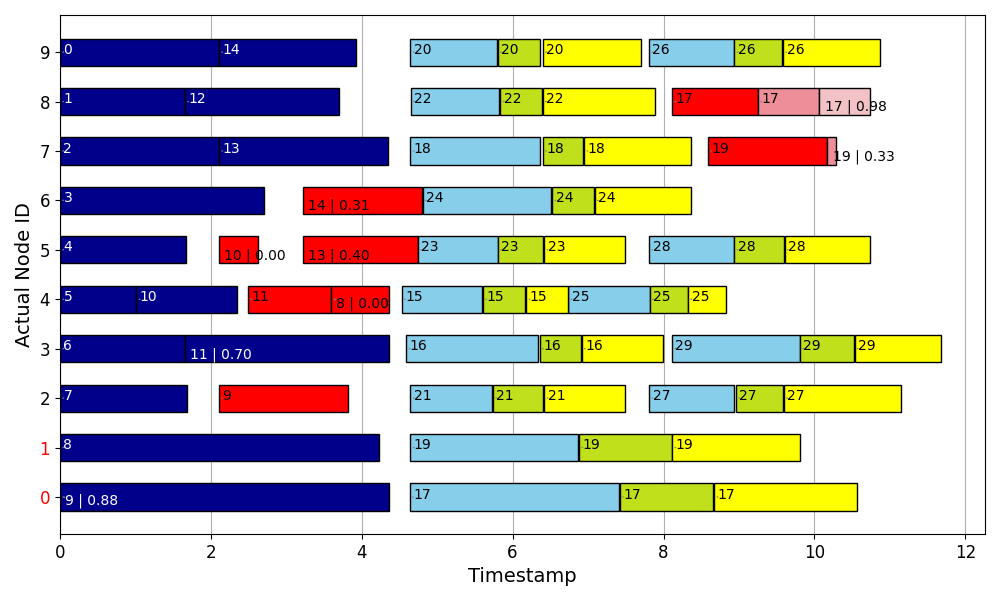 9 0 14 20 20 20 26 26 26
8 1 12 22 22 22 17 17 17 | 0.98
7 2 13 18 18 18 19 19 | 0.33
6 3 14 | 0.31 24 24 24
5 4 10 | 0.00 13 | 0.40 23 23 23 28 28 28
4 5 10 11 8 | 0.00 15 15 15 25 25 25
3 6 11 | 0.70 16 16 16 29 29 29
2 7 9 21 21 21 27 27 27
1 8 19 19 19
0 9 | 0.88 17 17 17
0 2 4 6 8 10 12
Timestamp
Actual Node ID